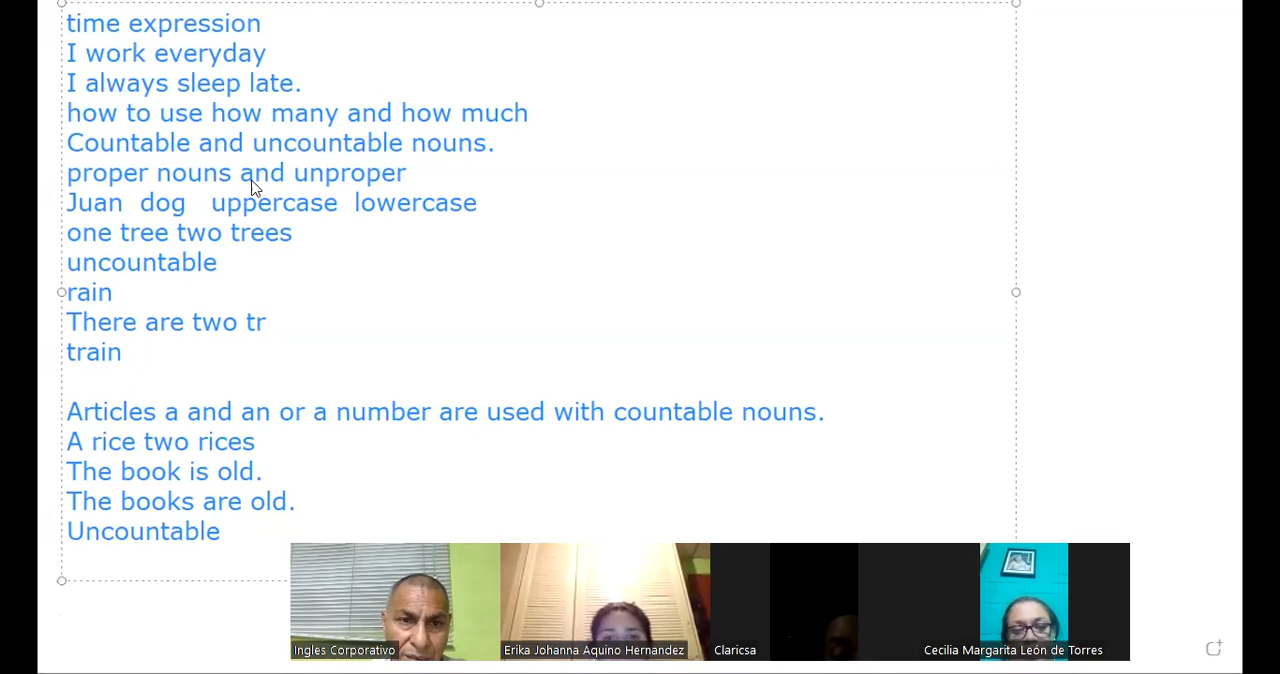 time expression
I work everyday
I always sleep late.
how to use how many and how much
Countable and uncountable nouns.
proper nouns and unproper
Juan dog uppercase lowercase
one tree two trees
uncountable
rain
There are two tr
train
Articles a and an or a number are used with countable nouns.
A rice two rices
The book is old.
The books are old.
Uncountable
Ingles Corporativo
Erika Johanna Aquino Hernandez
Claricsa
Cecilia Margarita León de Torres